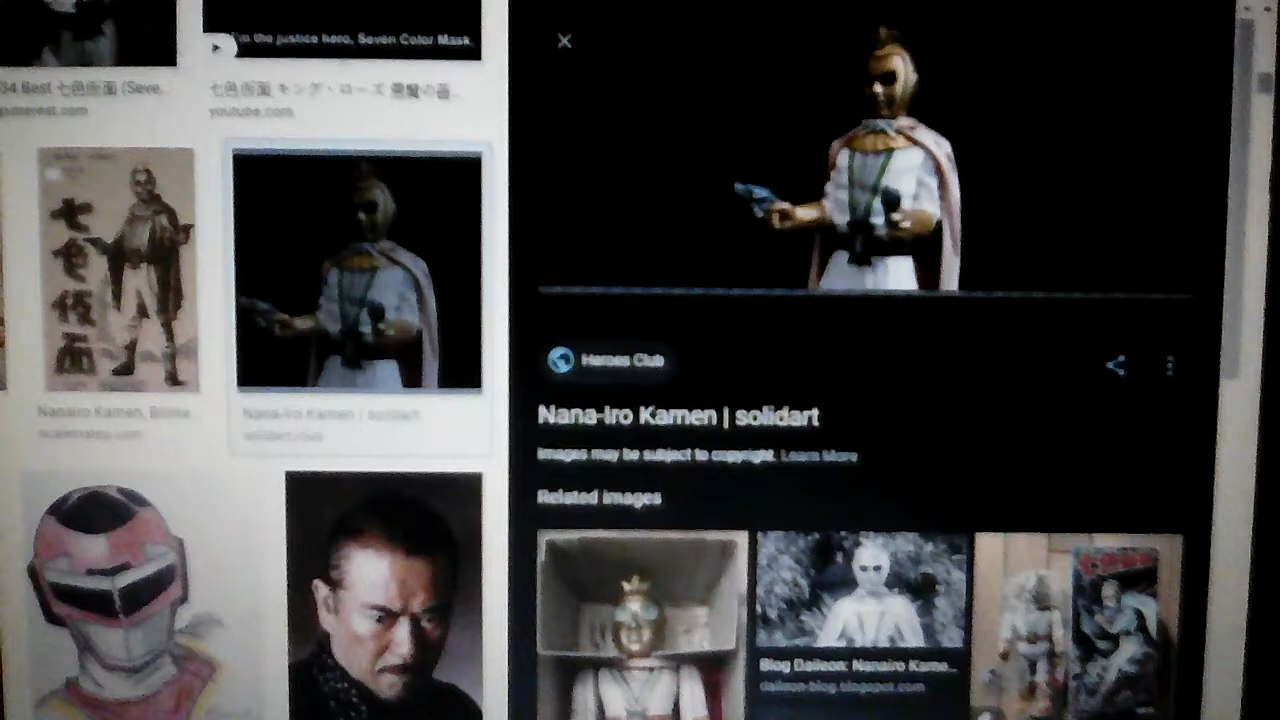 I'm the justice hero, Seven Color Mask.
34 Best 七色仮面 (Seve...
pinterest.com
七色仮面 キング・ローズ
youtube.com
七色仮面
Nanairo Kamen,
Nana-Iro Kamen | solidart
solidart.club
Heroes Club
Nana-Iro Kamen | solidart
Images may be subject to copyright. Learn More
Related images
Blog Daileon: Nanairo Kame...
daileon-blog.blogspot.com